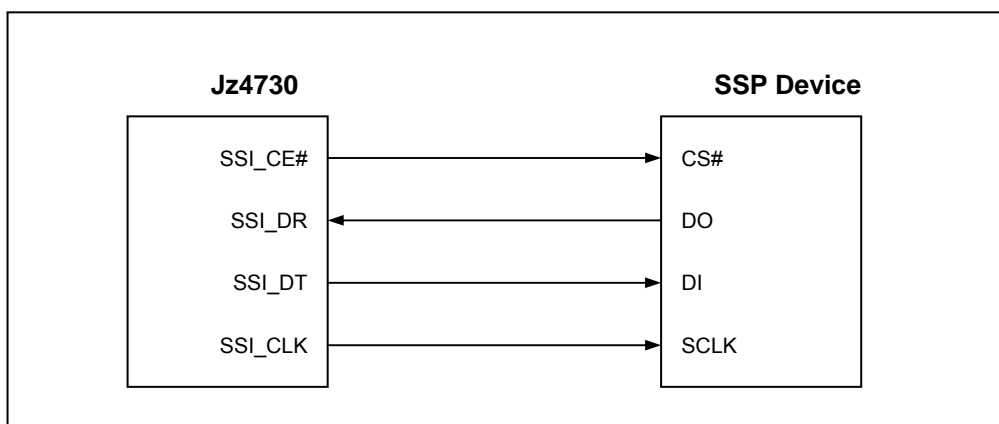 Jz4730 SSP Device
SSI_CE# CS#
SSI_DR DO
SSI_DT DI
SSI_CLK SCLK